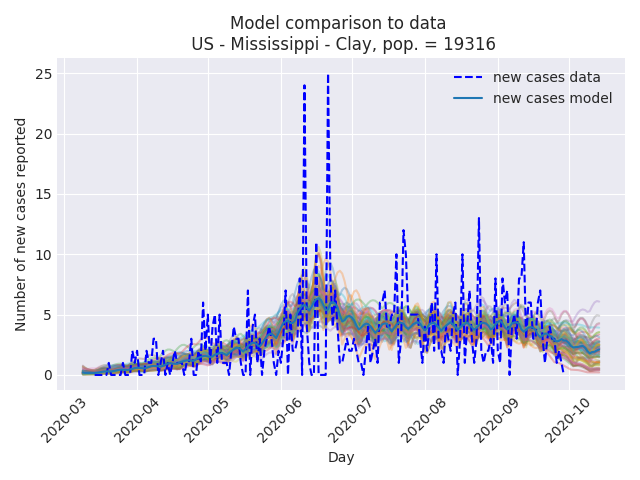 Model comparison to data
US - Mississippi - Clay, pop. = 19316
new cases data
new cases model
Number of new cases reported
25
20
15
10
5
0
2020-03
2020-04
2020-05
2020-06
2020-07
2020-08
2020-09
2020-10
Day